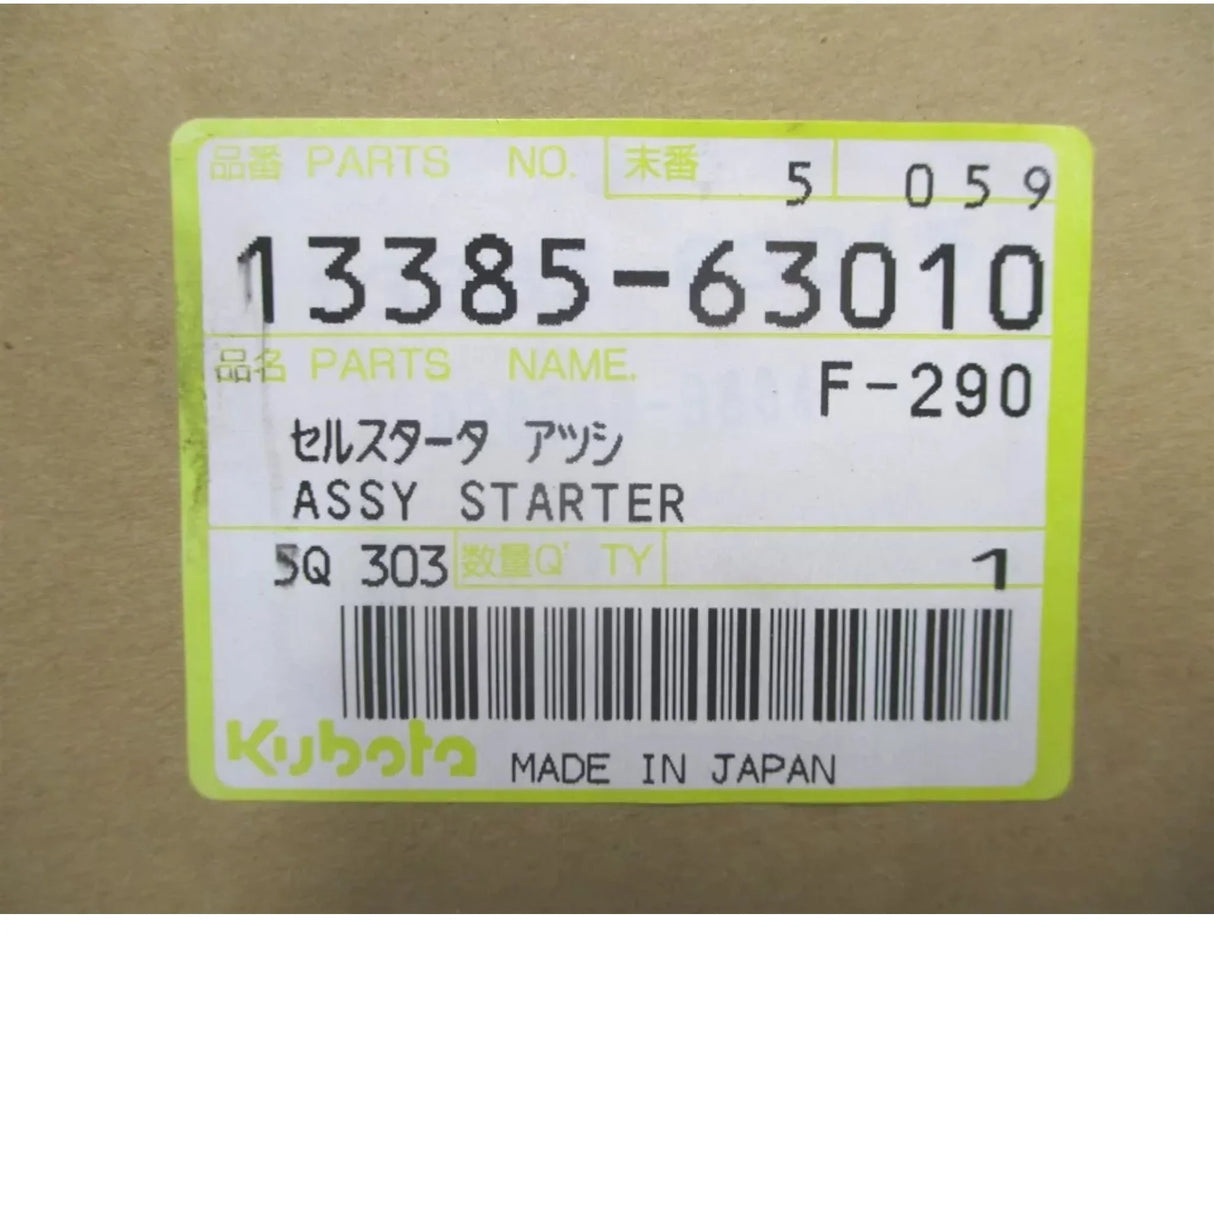 品番 PARTS NO. 末番 5 059
13385-63010
品名 PARTS NAME. F-290
セルスタータ アツシ
ASSY STARTER
5Q 303 数量Q'TY 1
Kubota MADE IN JAPAN